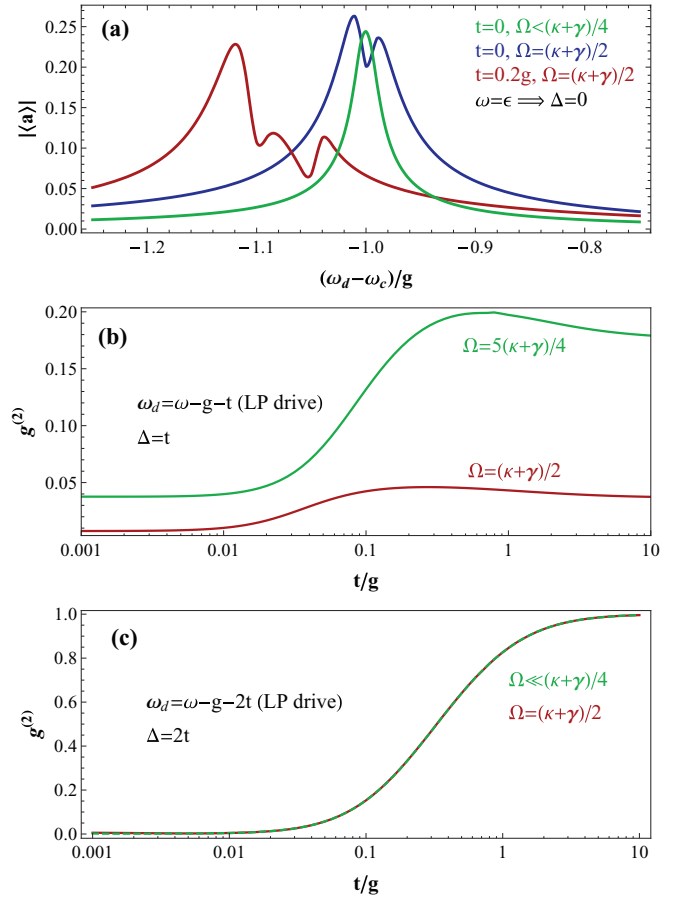 (a)
t=0, Ω<(κ+γ)/4
t=0, Ω=(κ+γ)/2
t=0.2g, Ω=(κ+γ)/2
ω=ϵ ⟹ Δ=0
|⟨a⟩|
0.25
0.20
0.15
0.10
0.05
0.00
−1.2 −1.1 −1.0 −0.9 −0.8
(ω_d−ω_c)/g
(b)
0.20
0.15
0.10
0.05
g^(2)
Ω=5(κ+γ)/4
ω_d=ω−g−t (LP drive)
Δ=t
Ω=(κ+γ)/2
0.001 0.01 0.1 1 10
t/g
(c)
1.0
0.8
0.6
0.4
0.2
0.0
g^(2)
Ω≪(κ+γ)/4
ω_d=ω−g−2t (LP drive)
Ω=(κ+γ)/2
Δ=2t
0.001 0.01 0.1 1 10
t/g